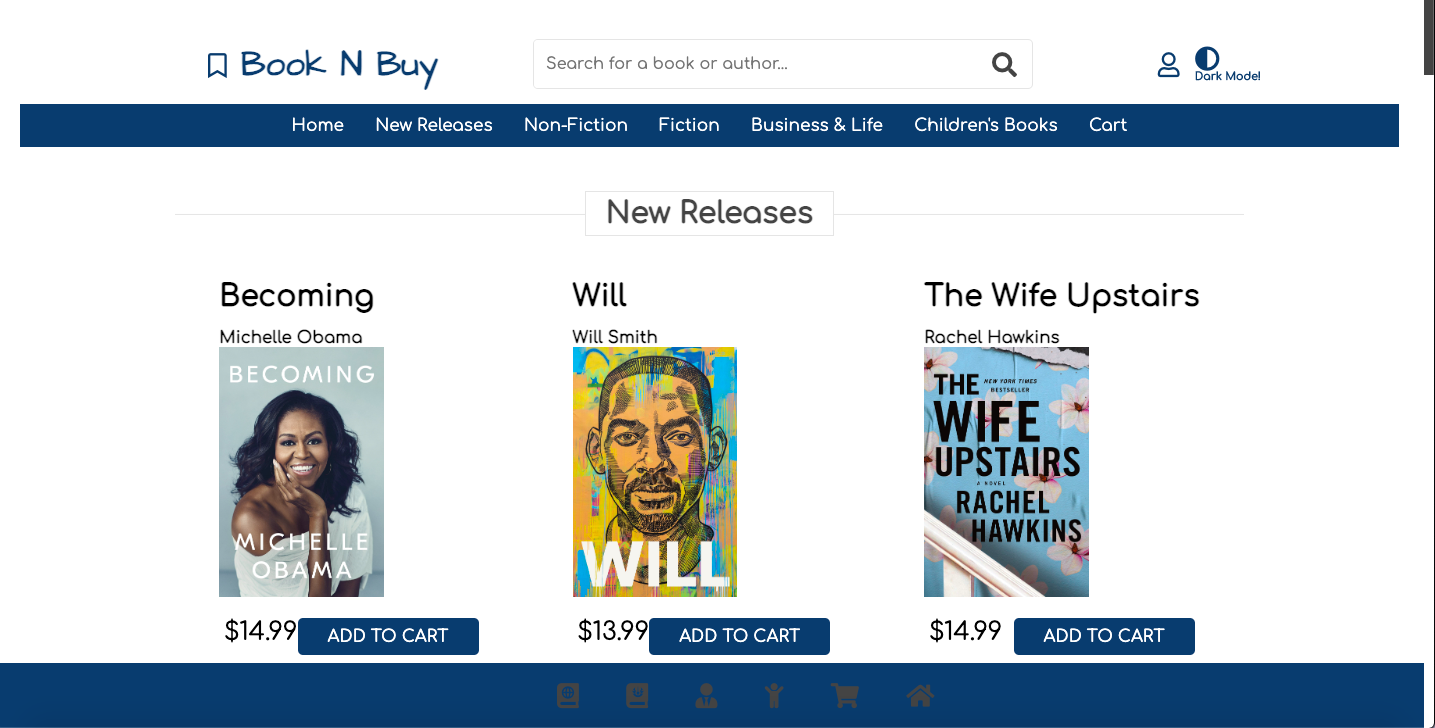 Book N Buy
Search for a book or author...
Dark Mode!
Home New Releases Non-Fiction Fiction Business & Life Children's Books Cart
New Releases
Becoming
Michelle Obama
BECOMING
MICHELLE
OBAMA
$14.99 ADD TO CART
Will
Will Smith
WILL
$13.99 ADD TO CART
The Wife Upstairs
Rachel Hawkins
THE
NEW YORK TIMES
BESTSELLER
WIFE
UPSTAIRS
A NOVEL
RACHEL
HAWKINS
$14.99 ADD TO CART